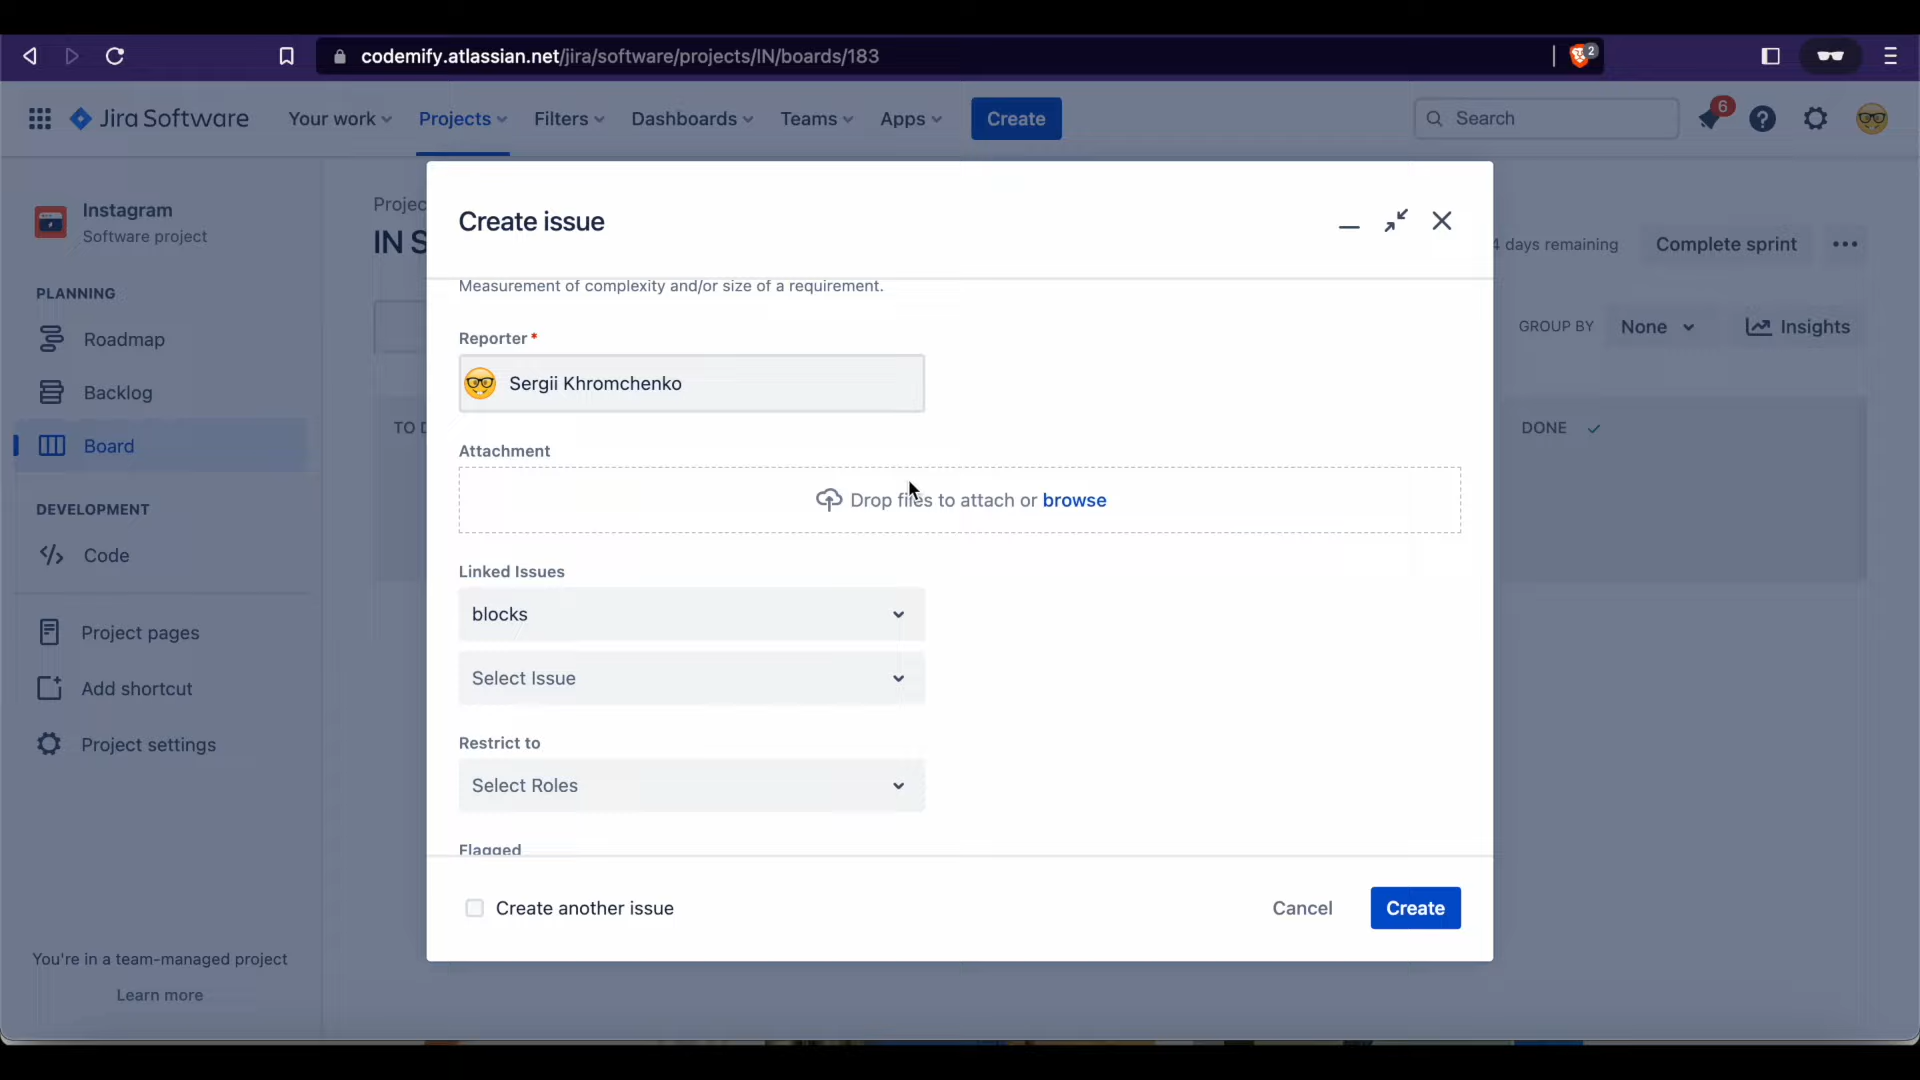 codemify.atlassian.net/jira/software/projects/IN/boards/183
2
Jira Software
Your work
Projects
Filters
Dashboards
Teams
Apps
Create
Search
6
Instagram
Software project
PLANNING
Roadmap
Backlog
Board
DEVELOPMENT
Code
Project pages
Add shortcut
Project settings
You're in a team-managed project
Learn more
Projec
IN S
days remaining
Complete sprint
GROUP BY
None
Insights
TO D
DONE
Create issue
Measurement of complexity and/or size of a requirement.
Reporter *
Sergii Khromchenko
Attachment
Drop files to attach or browse
Linked Issues
blocks
Select Issue
Restrict to
Select Roles
Flagged
Create another issue
Cancel
Create